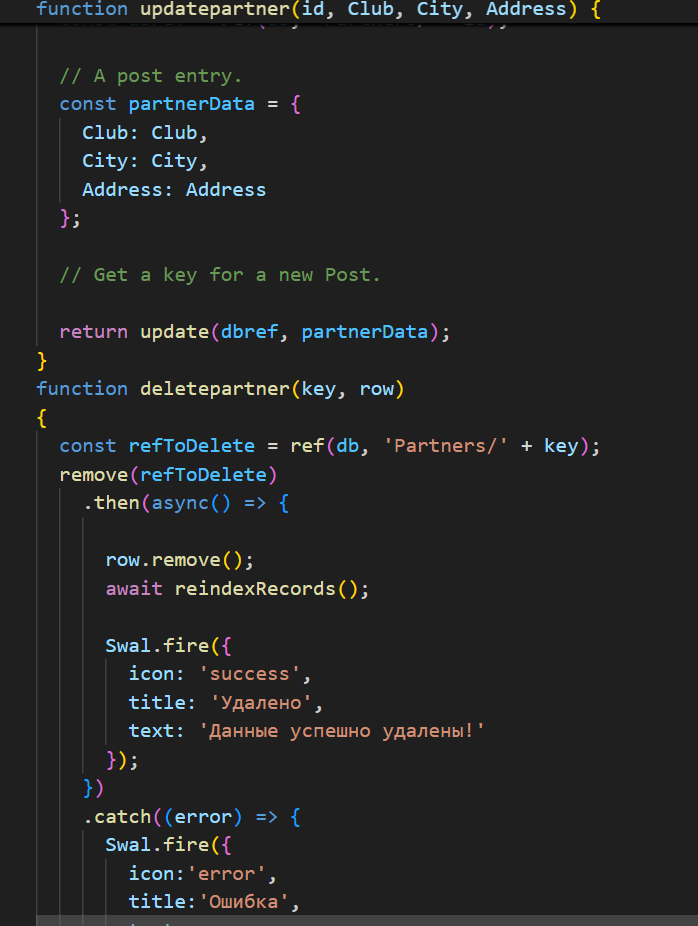 function updatepartner(id, Club, City, Address) {
// A post entry.
const partnerData = {
Club: Club,
City: City,
Address: Address
};
// Get a key for a new Post.
return update(dbref, partnerData);
}
function deletepartner(key, row)
{
const refToDelete = ref(db, 'Partners/' + key);
remove(refToDelete)
.then(async() => {
row.remove();
await reindexRecords();
Swal.fire({
icon: 'success',
title: 'Удалено',
text: 'Данные успешно удалены!'
});
})
.catch((error) => {
Swal.fire({
icon:'error',
title:'Ошибка',